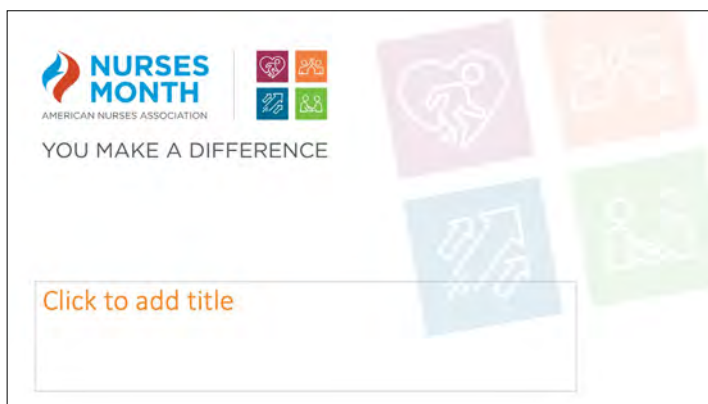 NURSES
MONTH
AMERICAN NURSES ASSOCIATION
YOU MAKE A DIFFERENCE
Click to add title